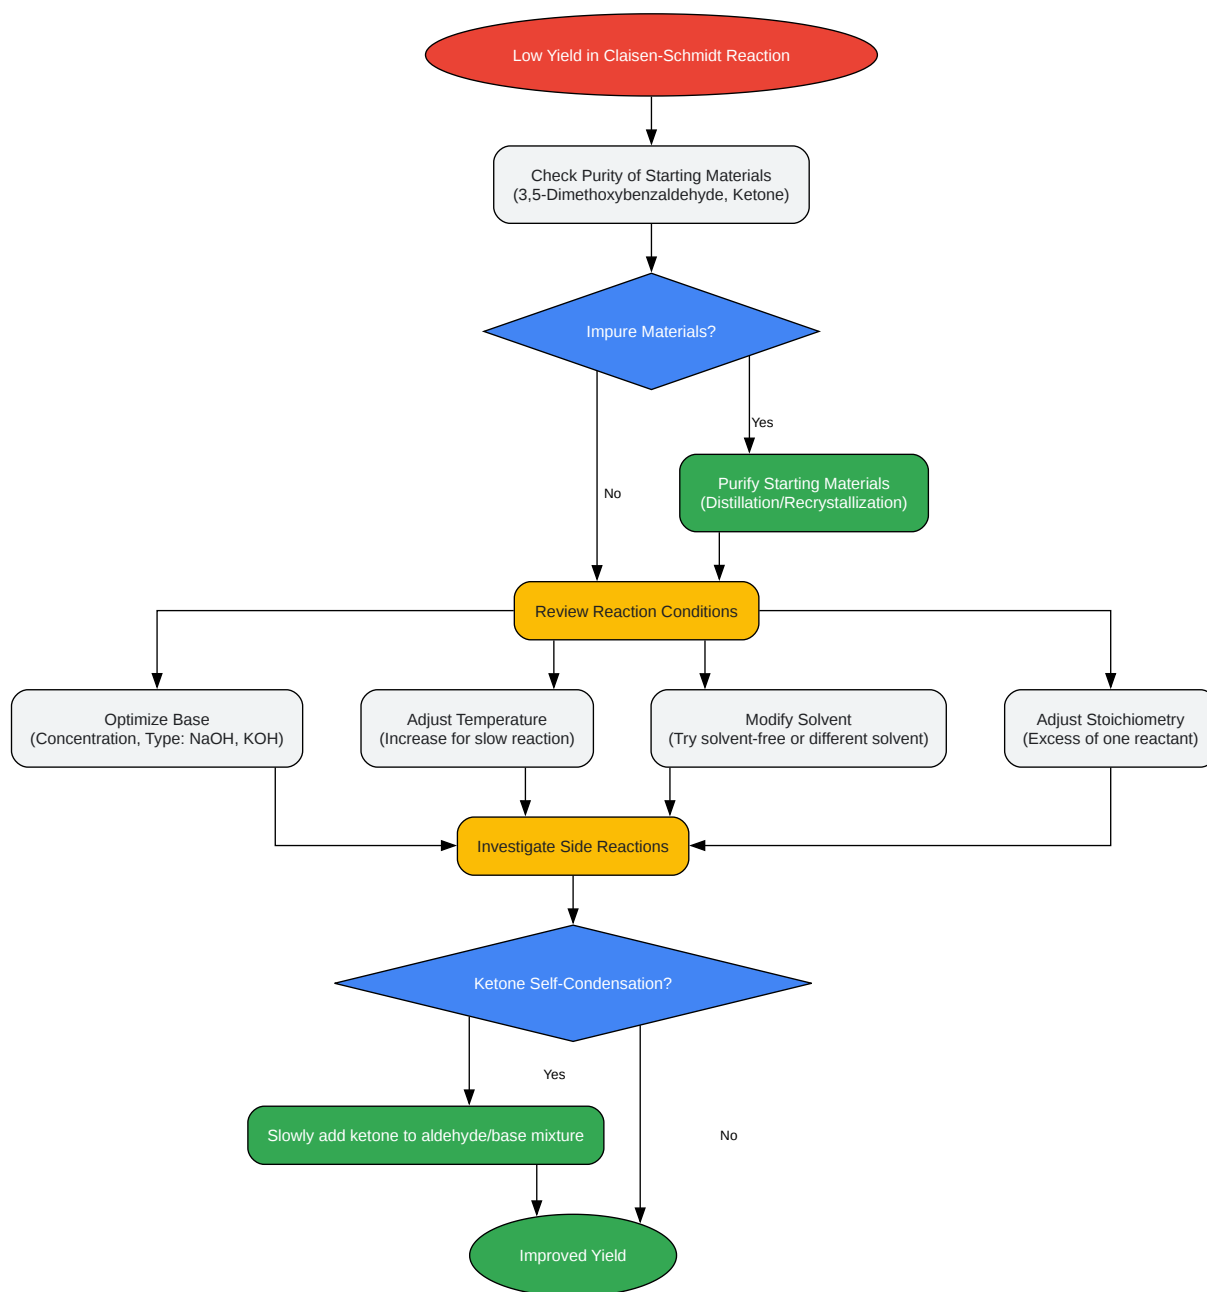 Low Yield in Claisen-Schmidt Reaction
Check Purity of Starting Materials
(3,5-Dimethoxybenzaldehyde, Ketone)
Impure Materials?
Yes
Purify Starting Materials
(Distillation/Recrystallization)
No
Review Reaction Conditions
Optimize Base
(Concentration, Type: NaOH, KOH)
Adjust Temperature
(Increase for slow reaction)
Modify Solvent
(Try solvent-free or different solvent)
Adjust Stoichiometry
(Excess of one reactant)
Investigate Side Reactions
Ketone Self-Condensation?
Yes
Slowly add ketone to aldehyde/base mixture
No
Improved Yield